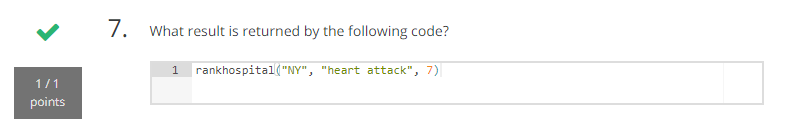 7. What result is returned by the following code?
1 rankhospital("NY", "heart attack", 7)
1 / 1
points